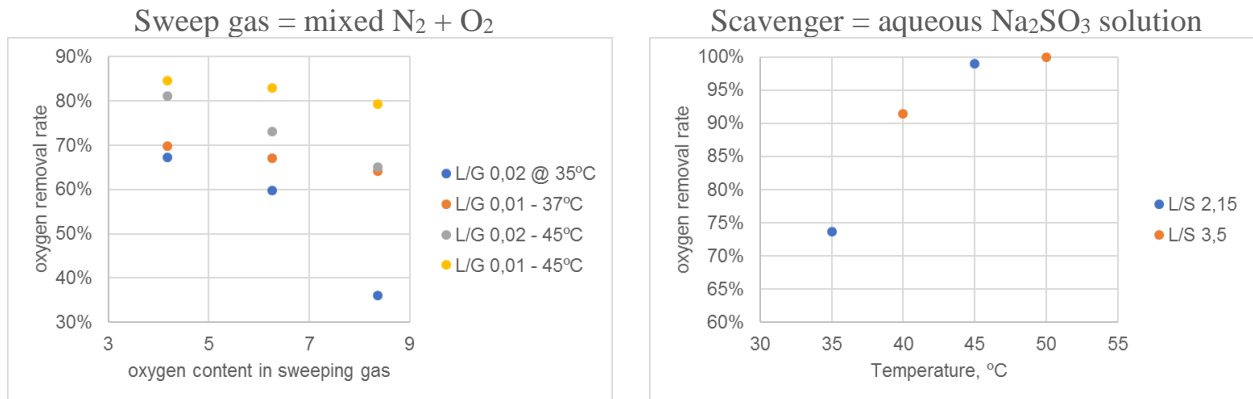 Sweep gas = mixed N₂ + O₂
90%
80%
70%
60%
50%
40%
30%
oxygen removal rate
3
5
7
9
oxygen content in sweeping gas
L/G 0,02 @ 35ºC
L/G 0,01 - 37ºC
L/G 0,02 - 45ºC
L/G 0,01 - 45ºC
Scavenger = aqueous Na₂SO₃ solution
100%
95%
90%
85%
80%
75%
70%
65%
60%
oxygen removal rate
30
35
40
45
50
55
Temperature, ºC
L/S 2,15
L/S 3,5